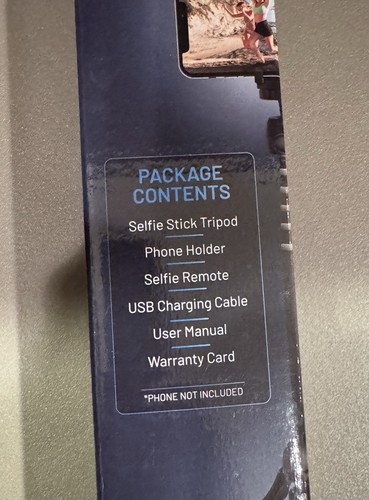 PACKAGE
CONTENTS
Selfie Stick Tripod
Phone Holder
Selfie Remote
USB Charging Cable
User Manual
Warranty Card
*PHONE NOT INCLUDED